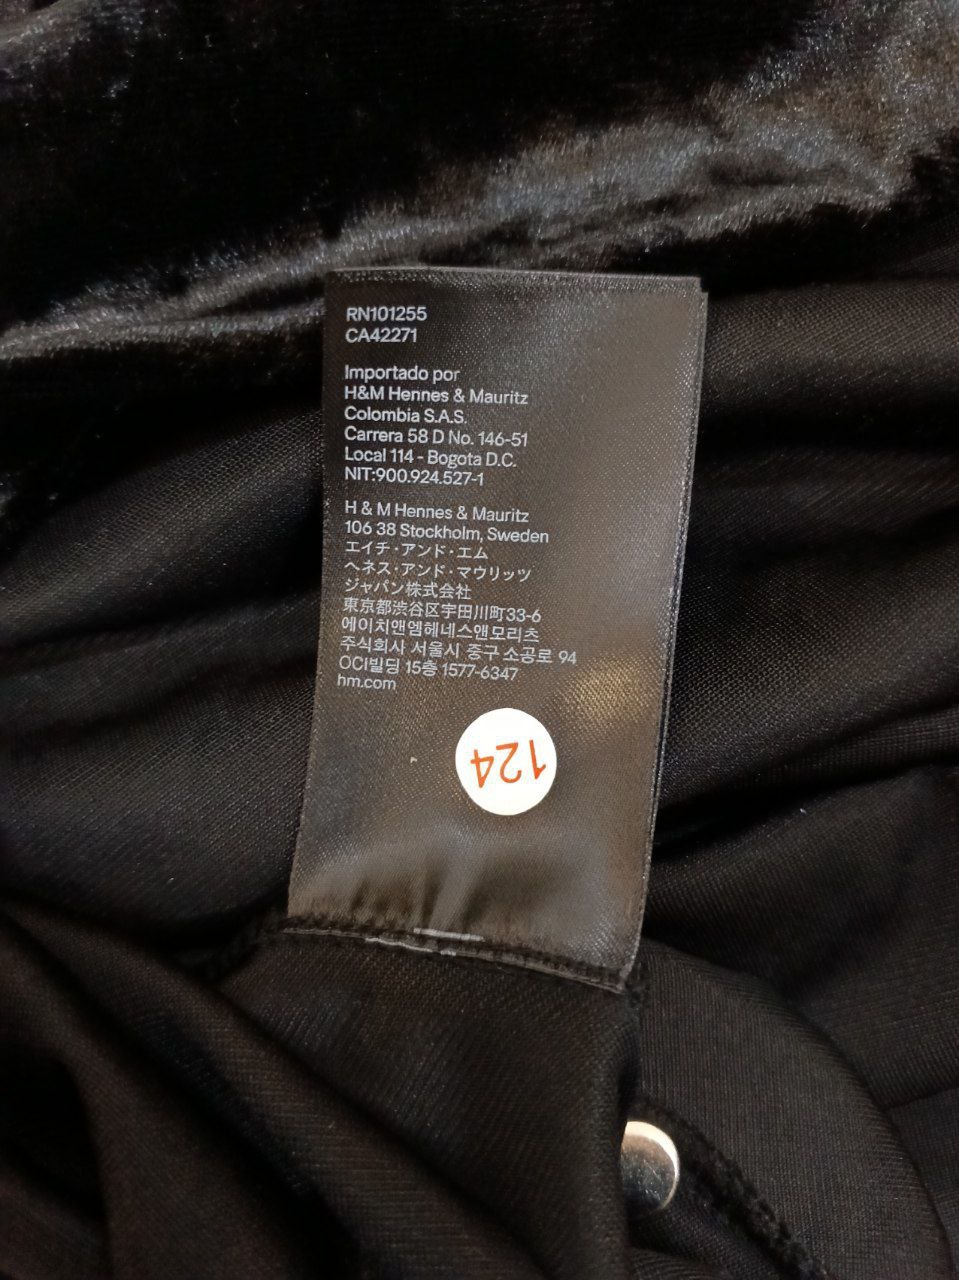 RN101255
CA42271
Importado por
H&M Hennes & Mauritz
Colombia S.A.S.
Carrera 58 D No. 146-51
Local 114 - Bogota D.C.
NIT:900.924.527-1
H & M Hennes & Mauritz
106 38 Stockholm, Sweden
エイチ・アンド・エム
ヘネス・アンド・マウリッツ
ジャパン株式会社
東京都渋谷区宇田川町33-6
에이치앤엠헤네스앤모리츠
주식회사 서울시 중구 소공로 94
OCI빌딩 15층 1577-6347
hm.com
124